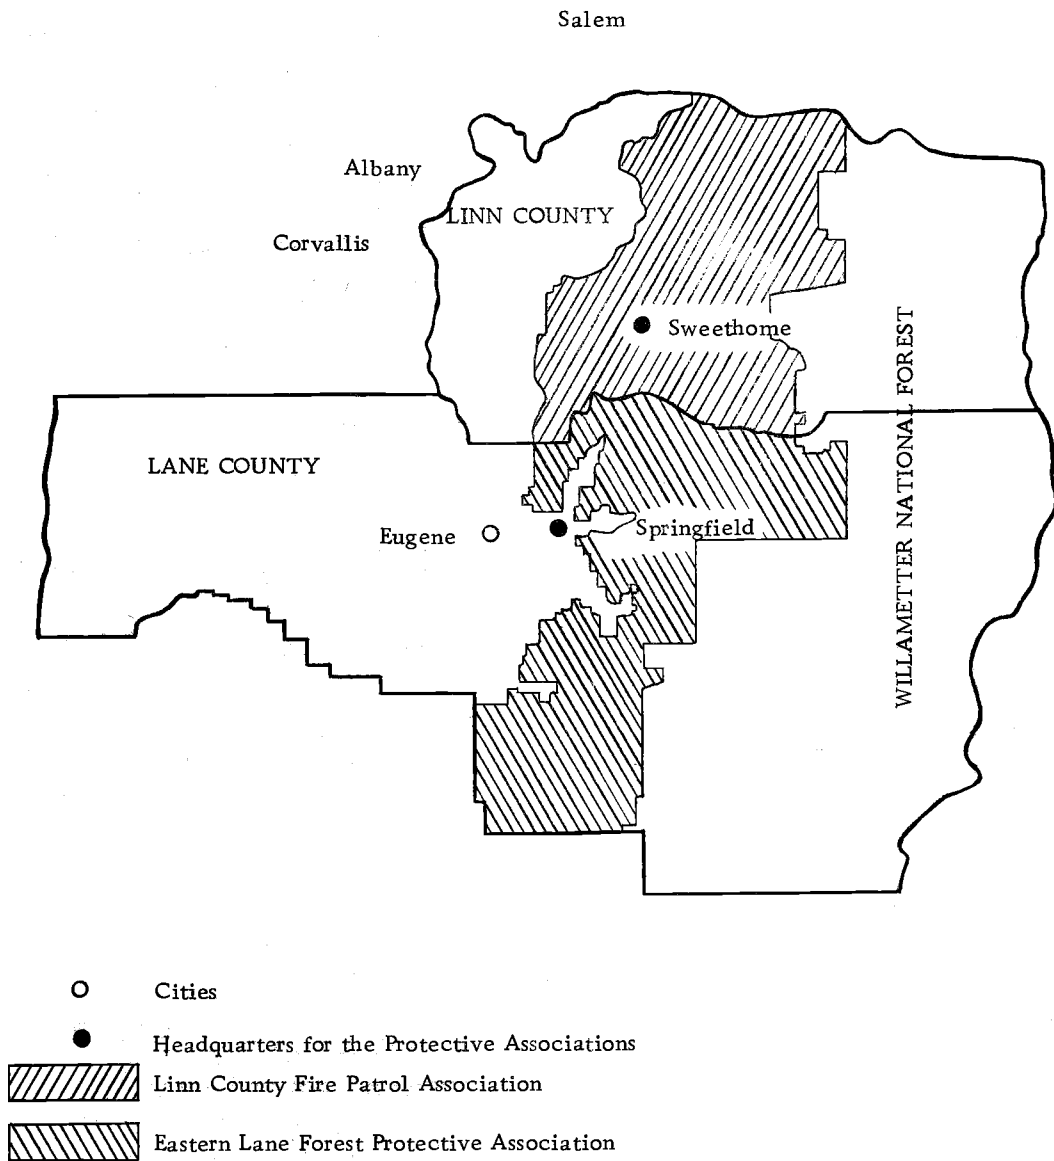 Salem
Albany
LINN COUNTY
Corvallis
Sweethome
WILLAMETTER NATIONAL FOREST
LANE COUNTY
Eugene
Springfield
Cities
Headquarters for the Protective Associations
Linn County Fire Patrol Association
Eastern Lane Forest Protective Association